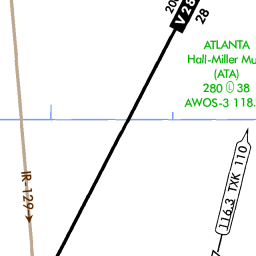 V28
28
ATLANTA
Hall-Miller Mu
(ATA)
280 38
AWOS-3 118.
116.3 TXK 110
IR-129